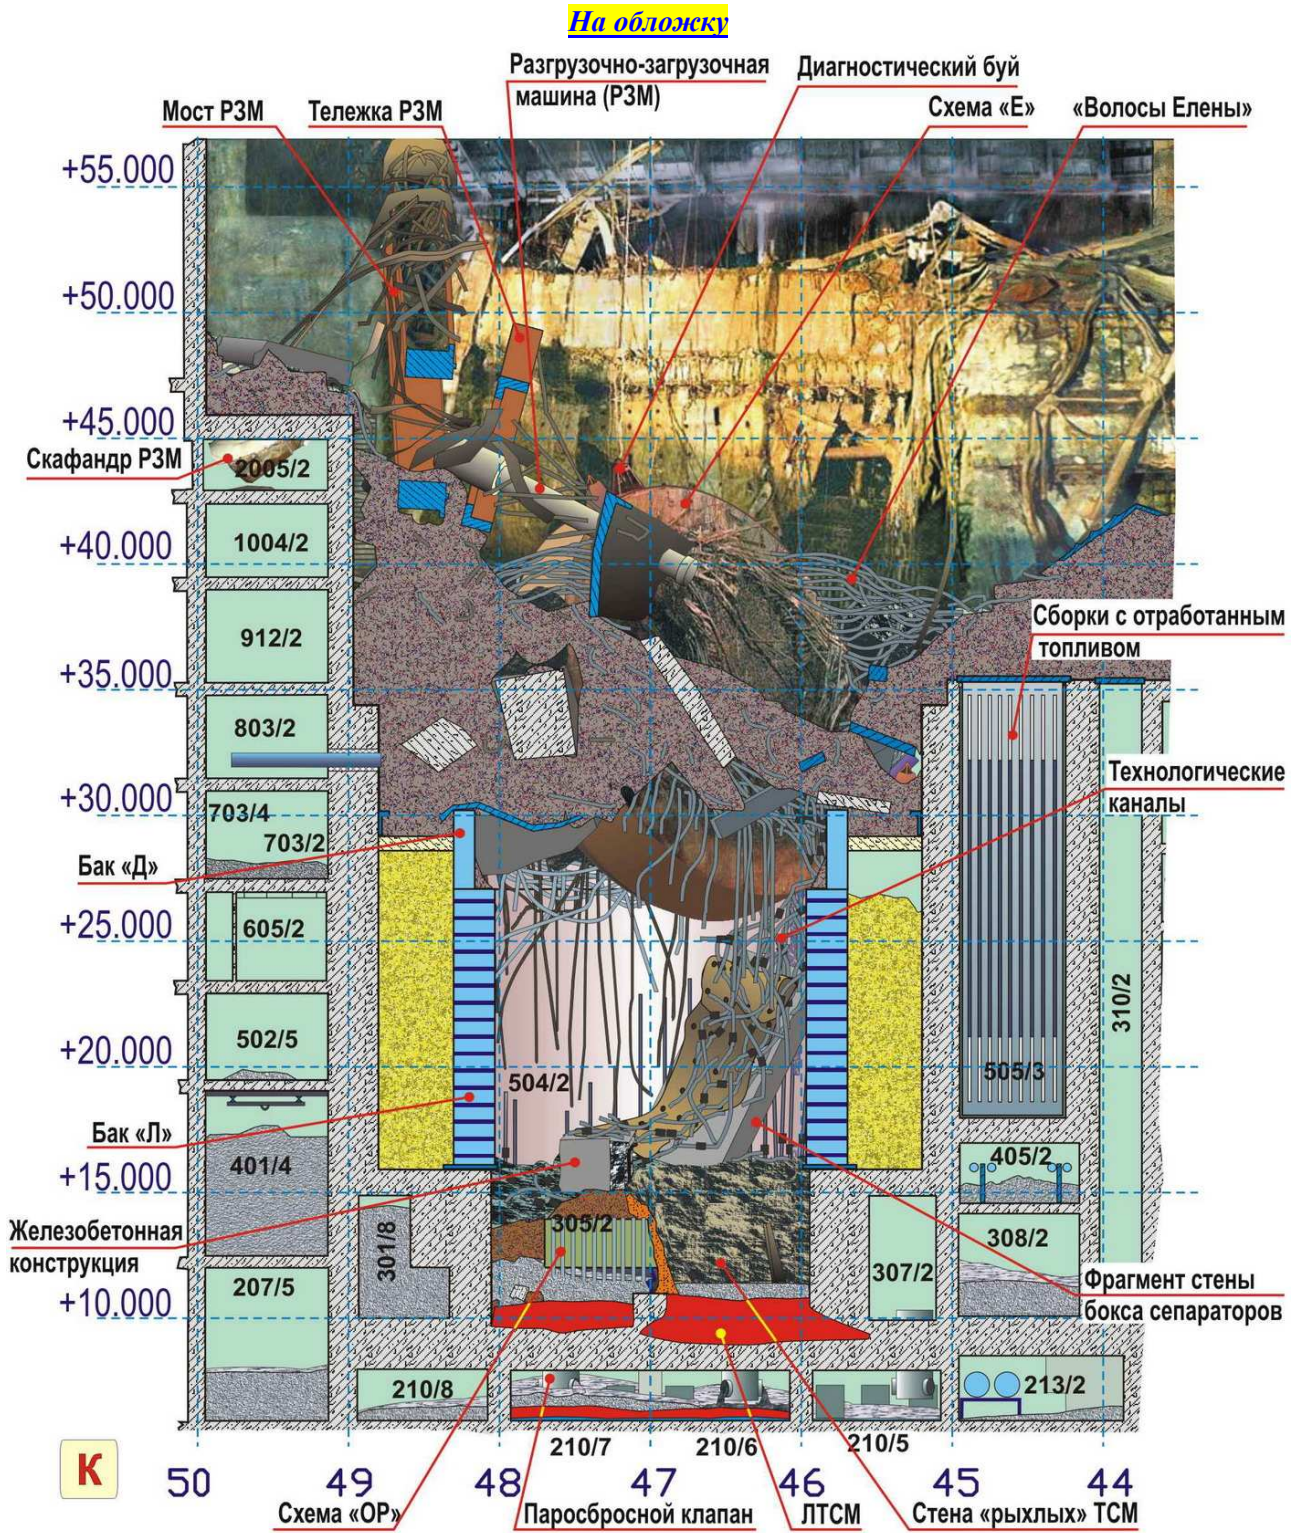 На обложку
Разгрузочно-загрузочная
машина (РЗМ)
Диагностический буй
Мост РЗМ
Тележка РЗМ
Схема «Е»
«Волосы Елены»
+55.000
+50.000
+45.000
Скафандр РЗМ
2005/2
+40.000
1004/2
912/2
Сборки с отработанным
топливом
+35.000
803/2
Технологические
каналы
+30.000
703/4
703/2
Бак «Д»
+25.000
605/2
310/2
+20.000
502/5
504/2
505/3
Бак «Л»
+15.000
401/4
405/2
Железобетонная
конструкция
301/8
305/2
307/2
308/2
Фрагмент стены
бокса сепараторов
+10.000
207/5
210/8
213/2
210/7
210/6
210/5
К
50
49
48
47
46
45
44
Схема «ОР»
Паросбросной клапан
ЛТСМ
Стена «рыхлых» ТСМ